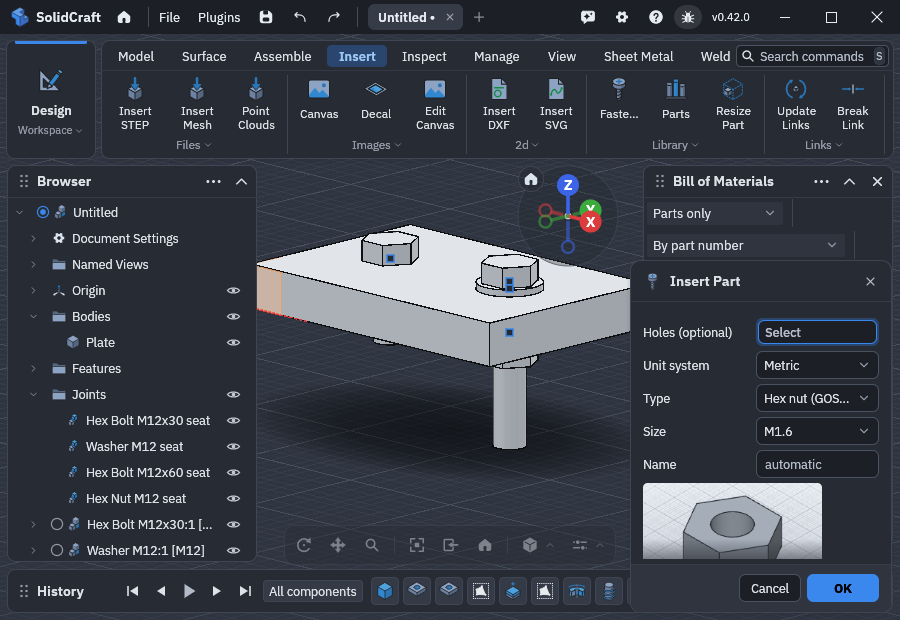 SolidCraft
File
Plugins
Untitled •
v0.42.0
Design
Workspace
Model
Surface
Assemble
Insert
Inspect
Manage
View
Sheet Metal
Weld
Search commands
S
Insert STEP
Insert Mesh
Point Clouds
Files
Canvas
Decal
Edit Canvas
Images
Insert DXF
Insert SVG
2d
Faste...
Parts
Resize Part
Library
Update Links
Break Link
Links
Browser
Untitled
Document Settings
Named Views
Origin
Bodies
Plate
Features
Joints
Hex Bolt M12x30 seat
Washer M12 seat
Hex Bolt M12x60 seat
Hex Nut M12 seat
Hex Bolt M12x30:1 [...
Washer M12:1 [M12]
Z
Y
X
Bill of Materials
Parts only
By part number
Insert Part
Holes (optional)
Select
Unit system
Metric
Type
Hex nut (GOS...
Size
M1.6
Name
automatic
Cancel
OK
History
All components